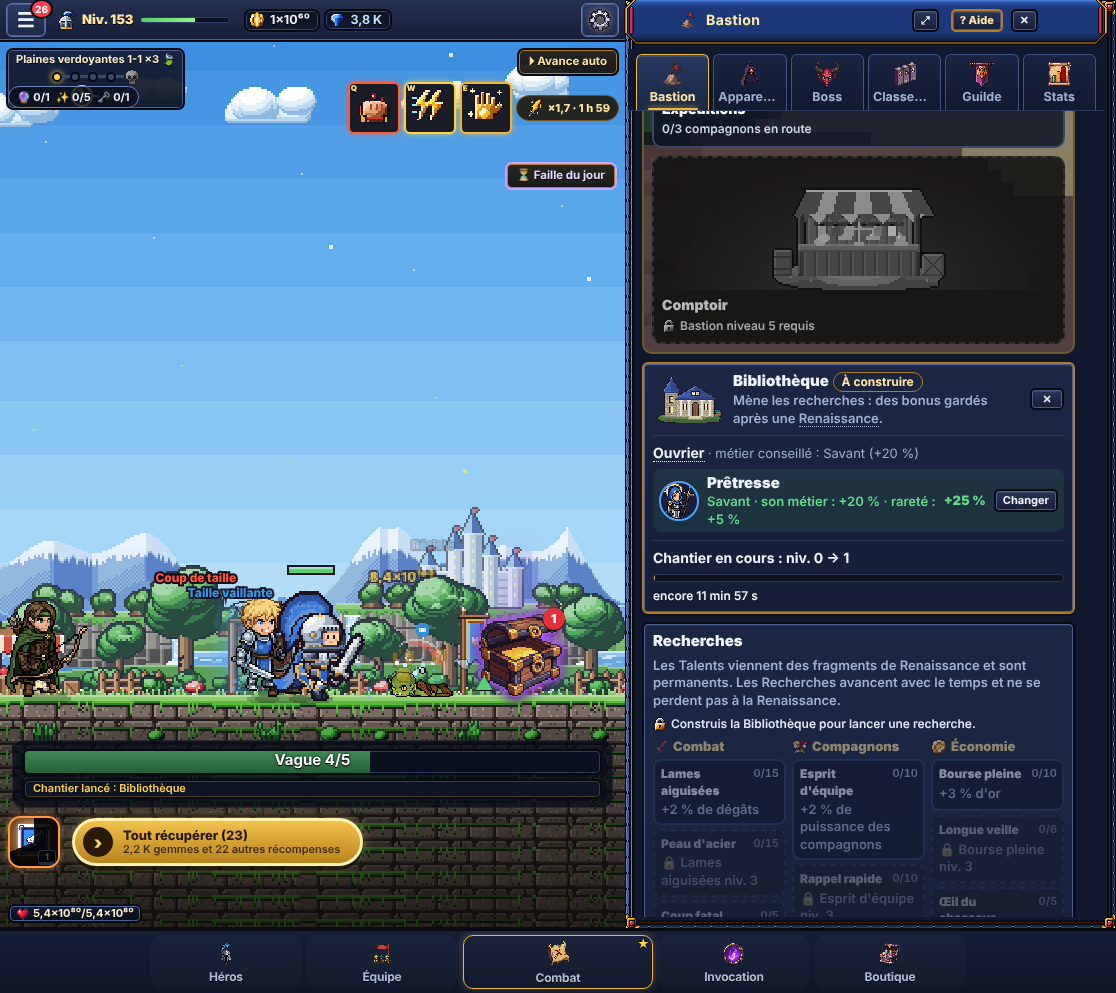 26
Niv. 153
1×10⁶⁰
3,8 K
Bastion
? Aide
Plaines verdoyantes 1-1 ×3
0/1
0/5
0/1
Avance auto
Q
W
E
×1,7 · 1 h 59
Faille du jour
Bastion
Appare…
Boss
Classe…
Guilde
Stats
Expéditions
0/3 compagnons en route
Comptoir
Bastion niveau 5 requis
Bibliothèque
À construire
Mène les recherches : des bonus gardés
après une Renaissance.
Ouvrier · métier conseillé : Savant (+20 %)
Prêtresse
Savant · son métier : +20 % · rareté :
+5 %
+25 %
Changer
Chantier en cours : niv. 0 → 1
encore 11 min 57 s
Recherches
Les Talents viennent des fragments de Renaissance et sont
permanents. Les Recherches avancent avec le temps et ne se
perdent pas à la Renaissance.
Construis la Bibliothèque pour lancer une recherche.
Combat
Compagnons
Économie
Lames
aiguisées
0/15
+2 % de dégâts
Esprit
d'équipe
0/10
+2 % de
puissance des
compagnons
Bourse pleine
0/10
+3 % d'or
Peau d'acier
0/15
Lames
aiguisées niv. 3
Longue veille
0/6
Bourse pleine
niv. 3
Rappel rapide
0/10
Esprit d'équipe
niv. 3
Coup fatal
0/5
Œil du
chasseur
0/5
Coup de taille
Taille vaillante
1
Vague 4/5
Chantier lancé : Bibliothèque
1
Tout récupérer (23)
2,2 K gemmes et 22 autres récompenses
5,4×10⁸⁰/5,4×10⁸⁰
Héros
Équipe
Combat
Invocation
Boutique